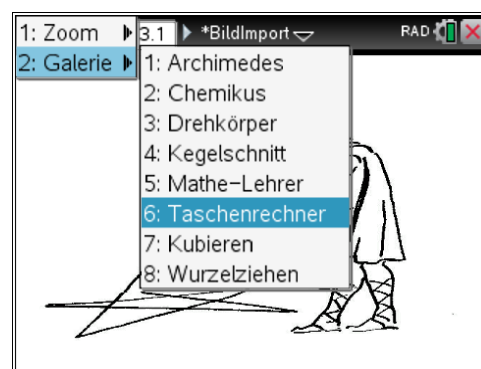 1: Zoom 3.1 *BildImport RAD
2: Galerie
1: Archimedes
2: Chemikus
3: Drehkörper
4: Kegelschnitt
5: Mathe-Lehrer
6: Taschenrechner
7: Kubieren
8: Wurzelziehen